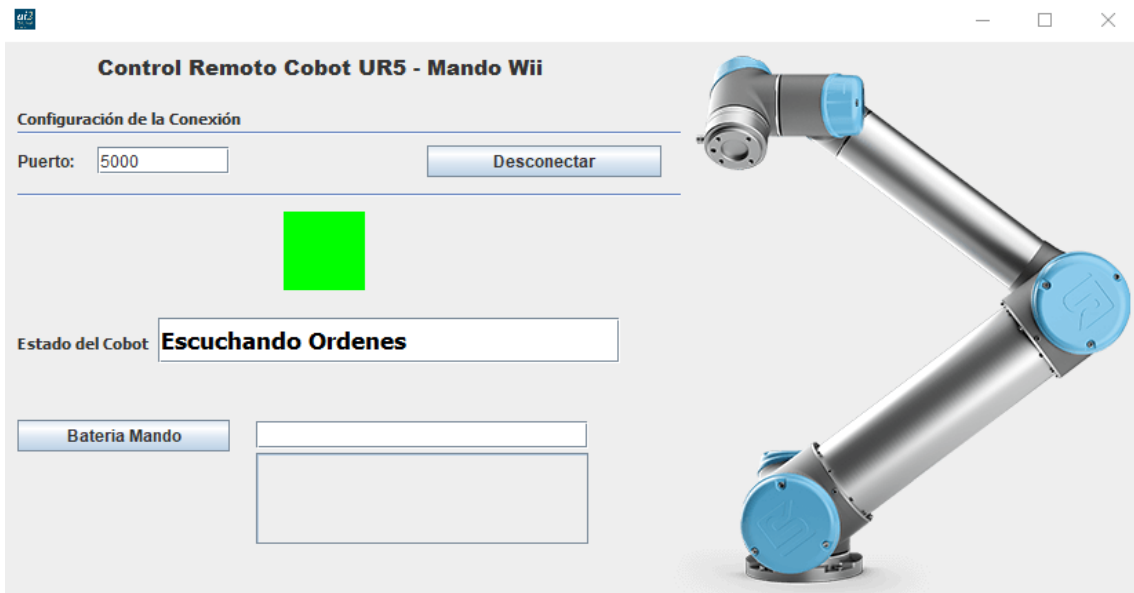 ai2
Control Remoto Cobot UR5 - Mando Wii
Configuración de la Conexión
Puerto: 5000 Desconectar
Estado del Cobot Escuchando Ordenes
Bateria Mando